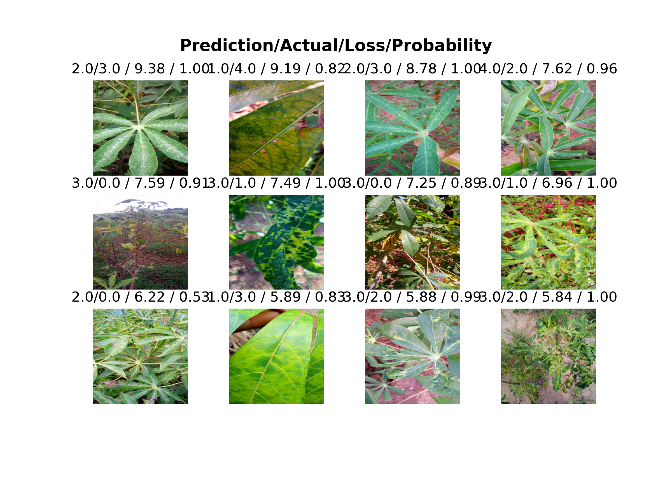 Prediction/Actual/Loss/Probability
2.0/3.0 / 9.38 / 1.00 1.0/4.0 / 9.19 / 0.82 2.0/3.0 / 8.78 / 1.00 4.0/2.0 / 7.62 / 0.96
3.0/0.0 / 7.59 / 0.91 3.0/1.0 / 7.49 / 1.00 3.0/0.0 / 7.25 / 0.89 3.0/1.0 / 6.96 / 1.00
2.0/0.0 / 6.22 / 0.53 1.0/3.0 / 5.89 / 0.83 3.0/2.0 / 5.88 / 0.99 3.0/2.0 / 5.84 / 1.00